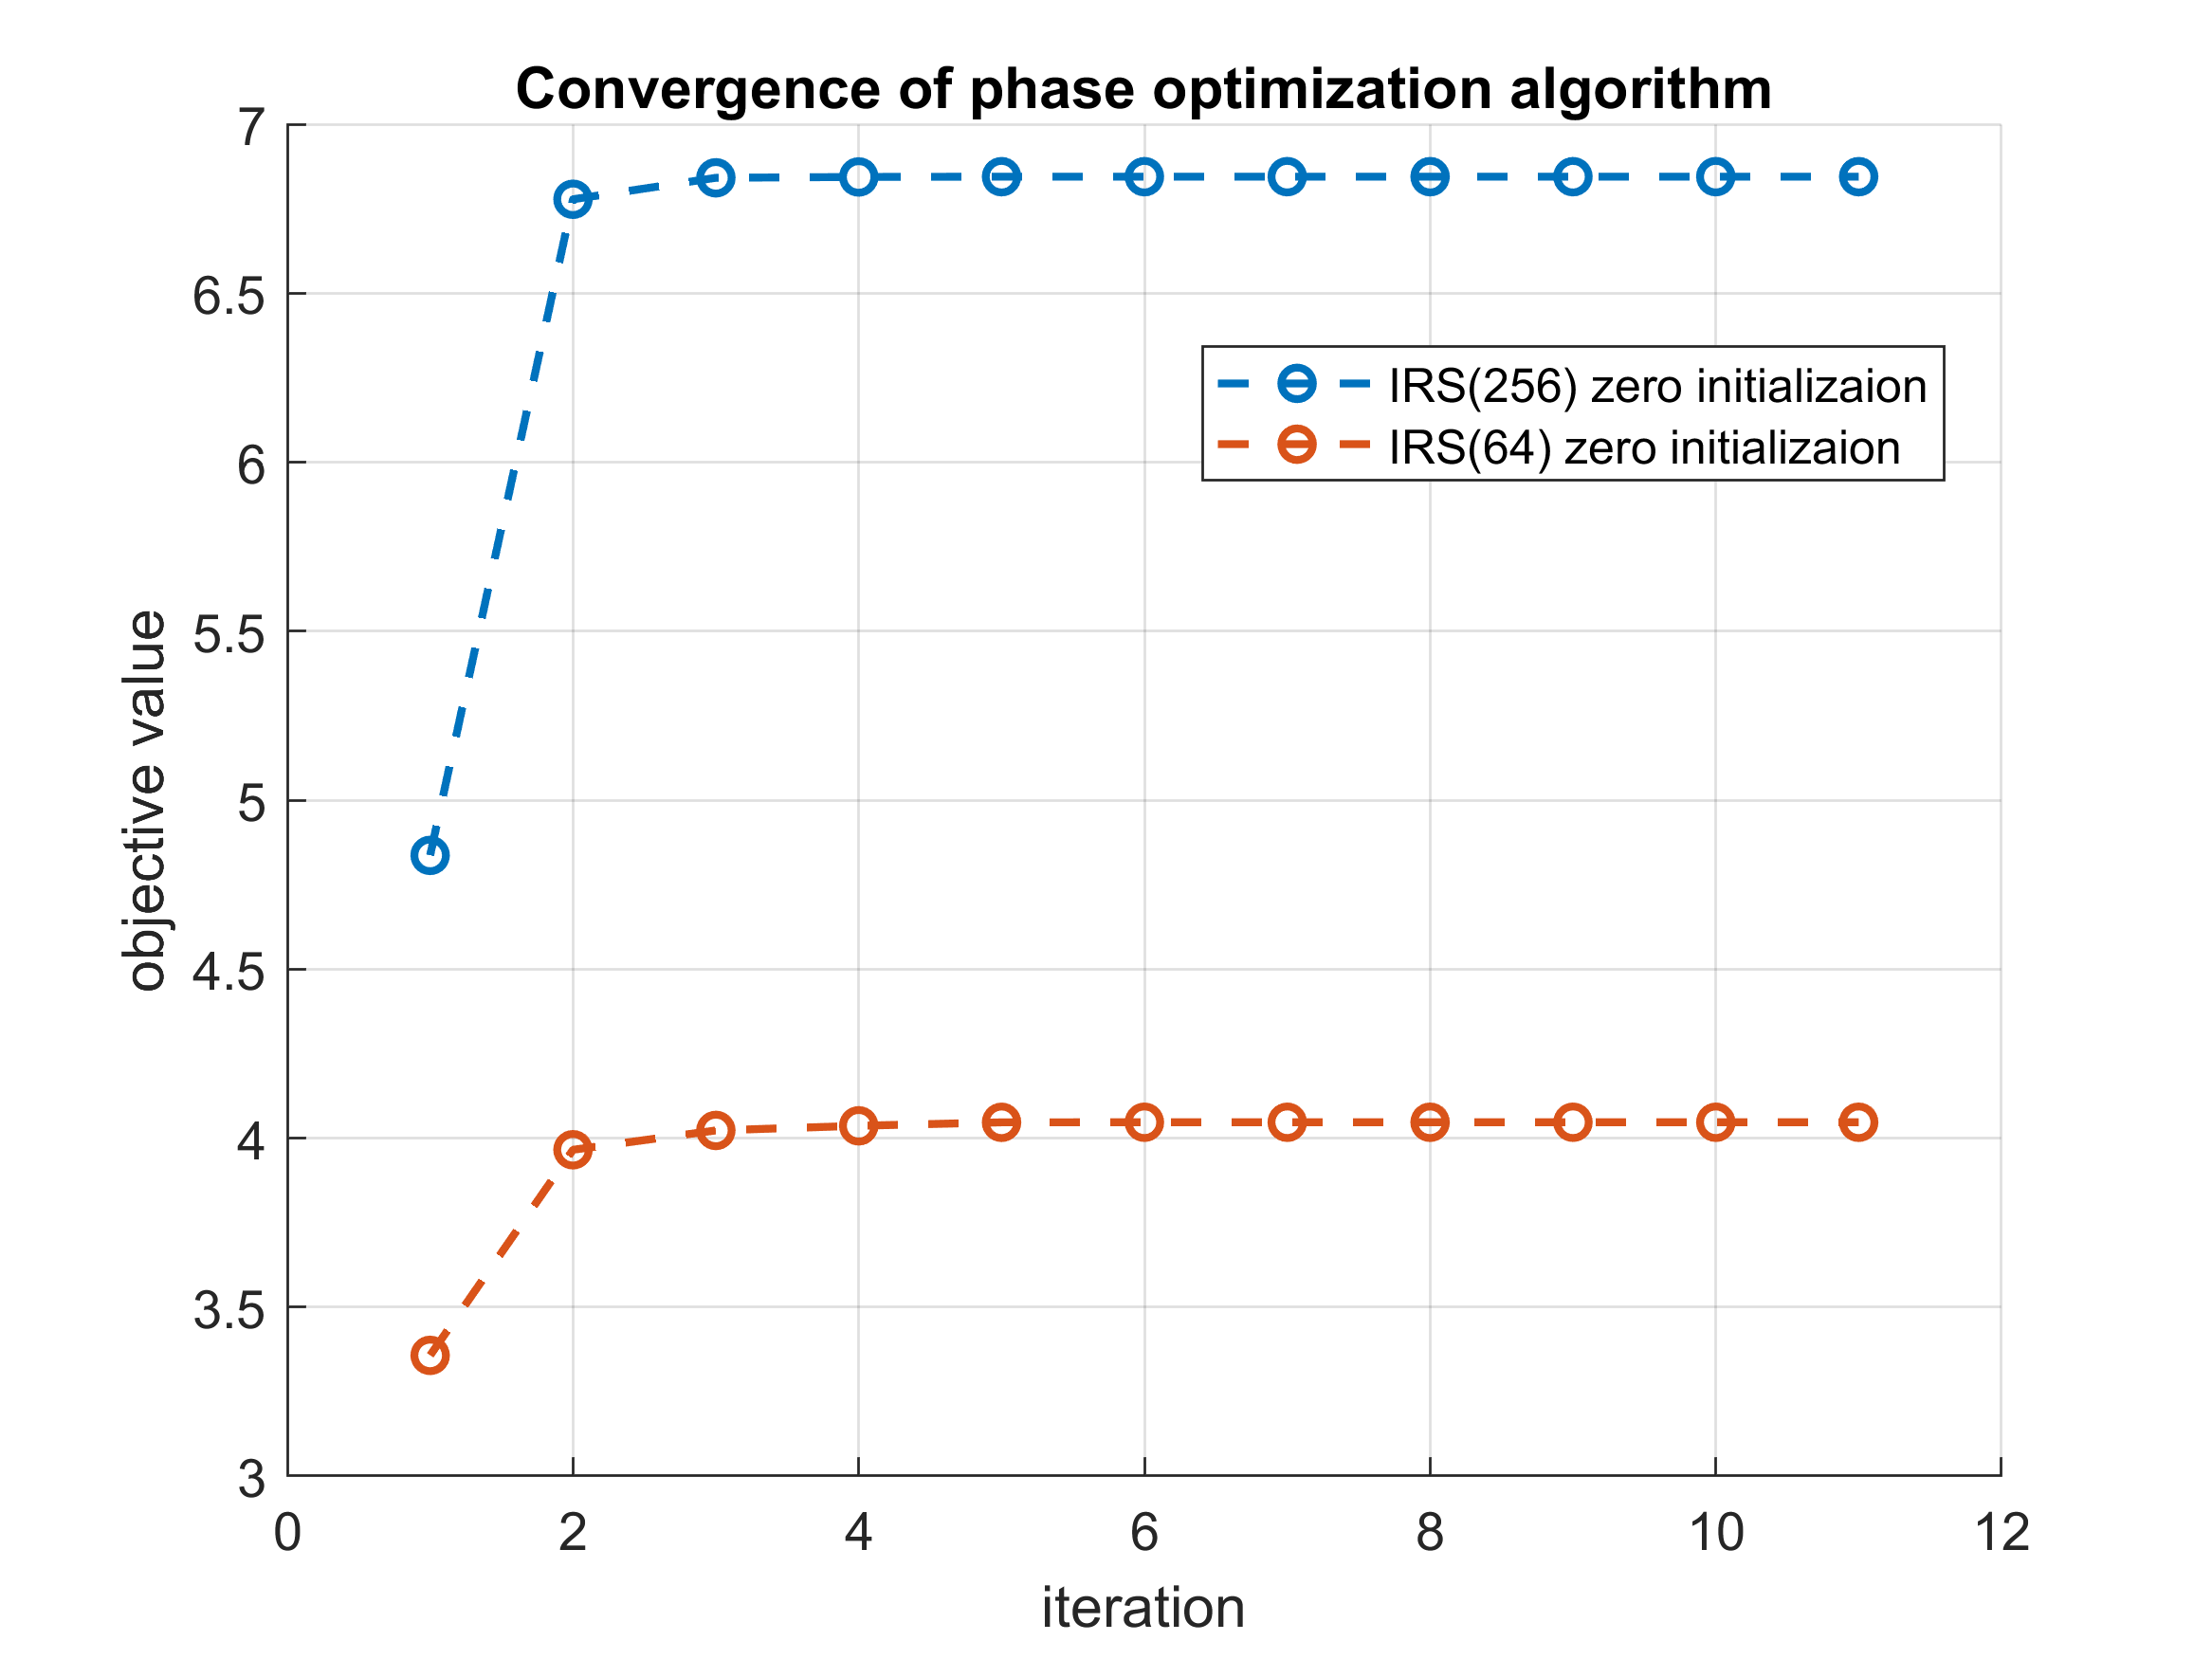 Convergence of phase optimization algorithm
7
6.5
6
5.5
5
4.5
4
3.5
3
objective value
IRS(256) zero initializaion
IRS(64) zero initializaion
0 2 4 6 8 10 12
iteration